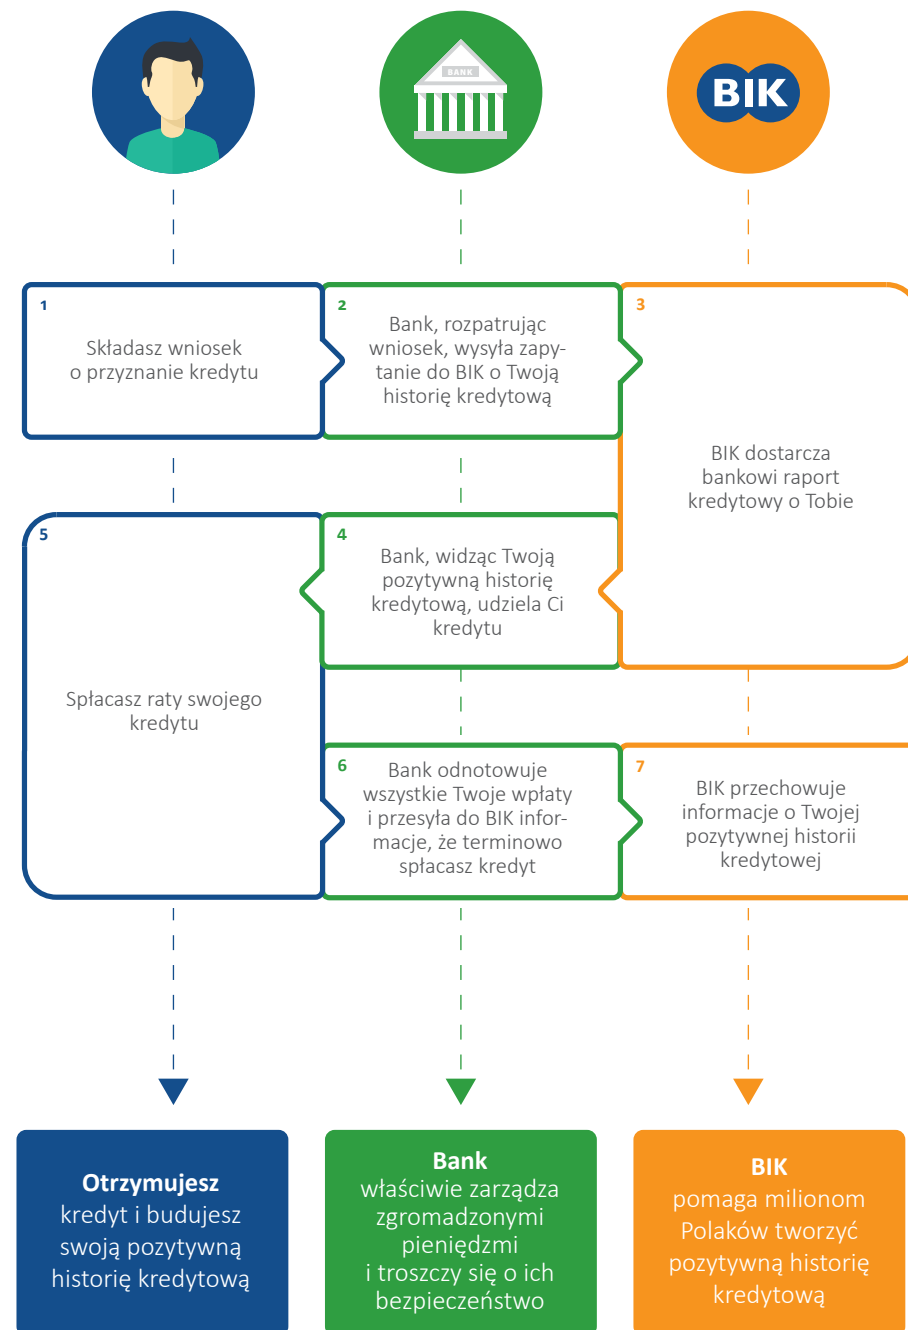 BANK
BIK
1
Składasz wniosek
o przyznanie kredytu
2
Bank, rozpatrując
wniosek, wysyła zapy-
tanie do BIK o Twoją
historię kredytową
3
BIK dostarcza
bankowi raport
kredytowy o Tobie
4
Bank, widząc Twoją
pozytywną historię
kredytową, udziela Ci
kredytu
5
Spłacasz raty swojego
kredytu
6
Bank odnotowuje
wszystkie Twoje wpłaty
i przesyła do BIK infor-
macje, że terminowo
spłacasz kredyt
7
BIK przechowuje
informacje o Twojej
pozytywnej historii
kredytowej
Otrzymujesz
kredyt i budujesz
swoją pozytywną
historię kredytową
Bank
właściwie zarządza
zgromadzonymi
pieniędzmi
i troszczy się o ich
bezpieczeństwo
BIK
pomaga milionom
Polaków tworzyć
pozytywną historię
kredytową